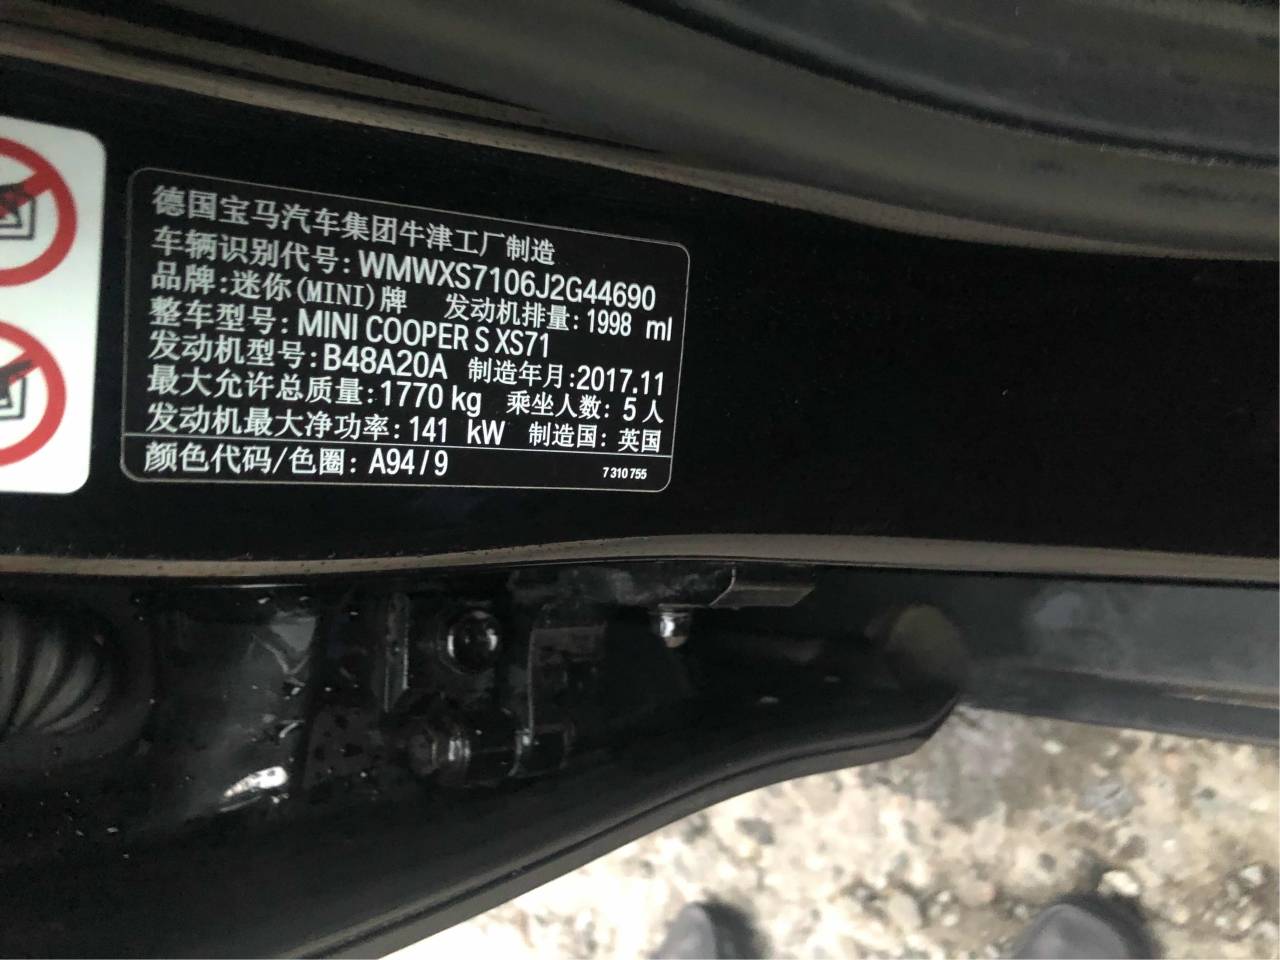 德国宝马汽车集团牛津工厂制造
车辆识别代号:WMWXS7106J2G44690
品牌:迷你(MINI)牌 发动机排量:1998 ml
整车型号:MINI COOPER S XS71
发动机型号:B48A20A 制造年月:2017.11
最大允许总质量:1770 kg 乘坐人数: 5 人
发动机最大净功率:141 kW 制造国: 英国
颜色代码/色圈: A94/9 7 310 755